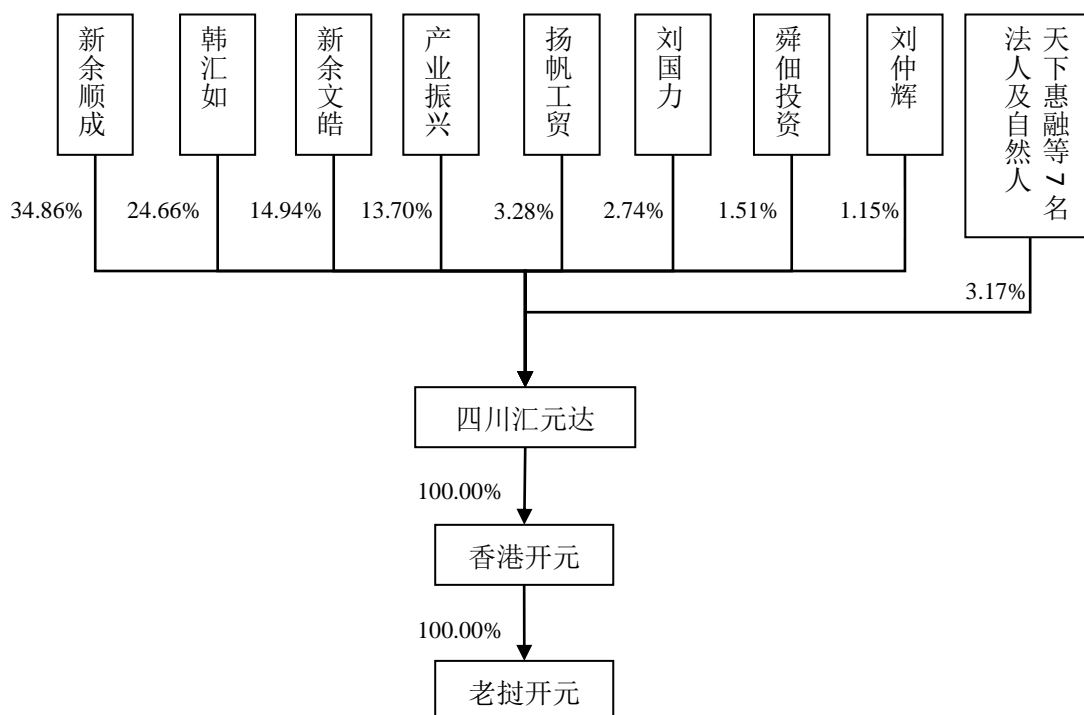 新余顺成
韩汇如
新余文皓
产业振兴
扬帆工贸
刘国力
舜佃投资
刘仲辉
天下惠融等7名
法人及自然人
34.86%
24.66%
14.94%
13.70%
3.28%
2.74%
1.51%
1.15%
3.17%
四川汇元达
100.00%
香港开元
100.00%
老挝开元